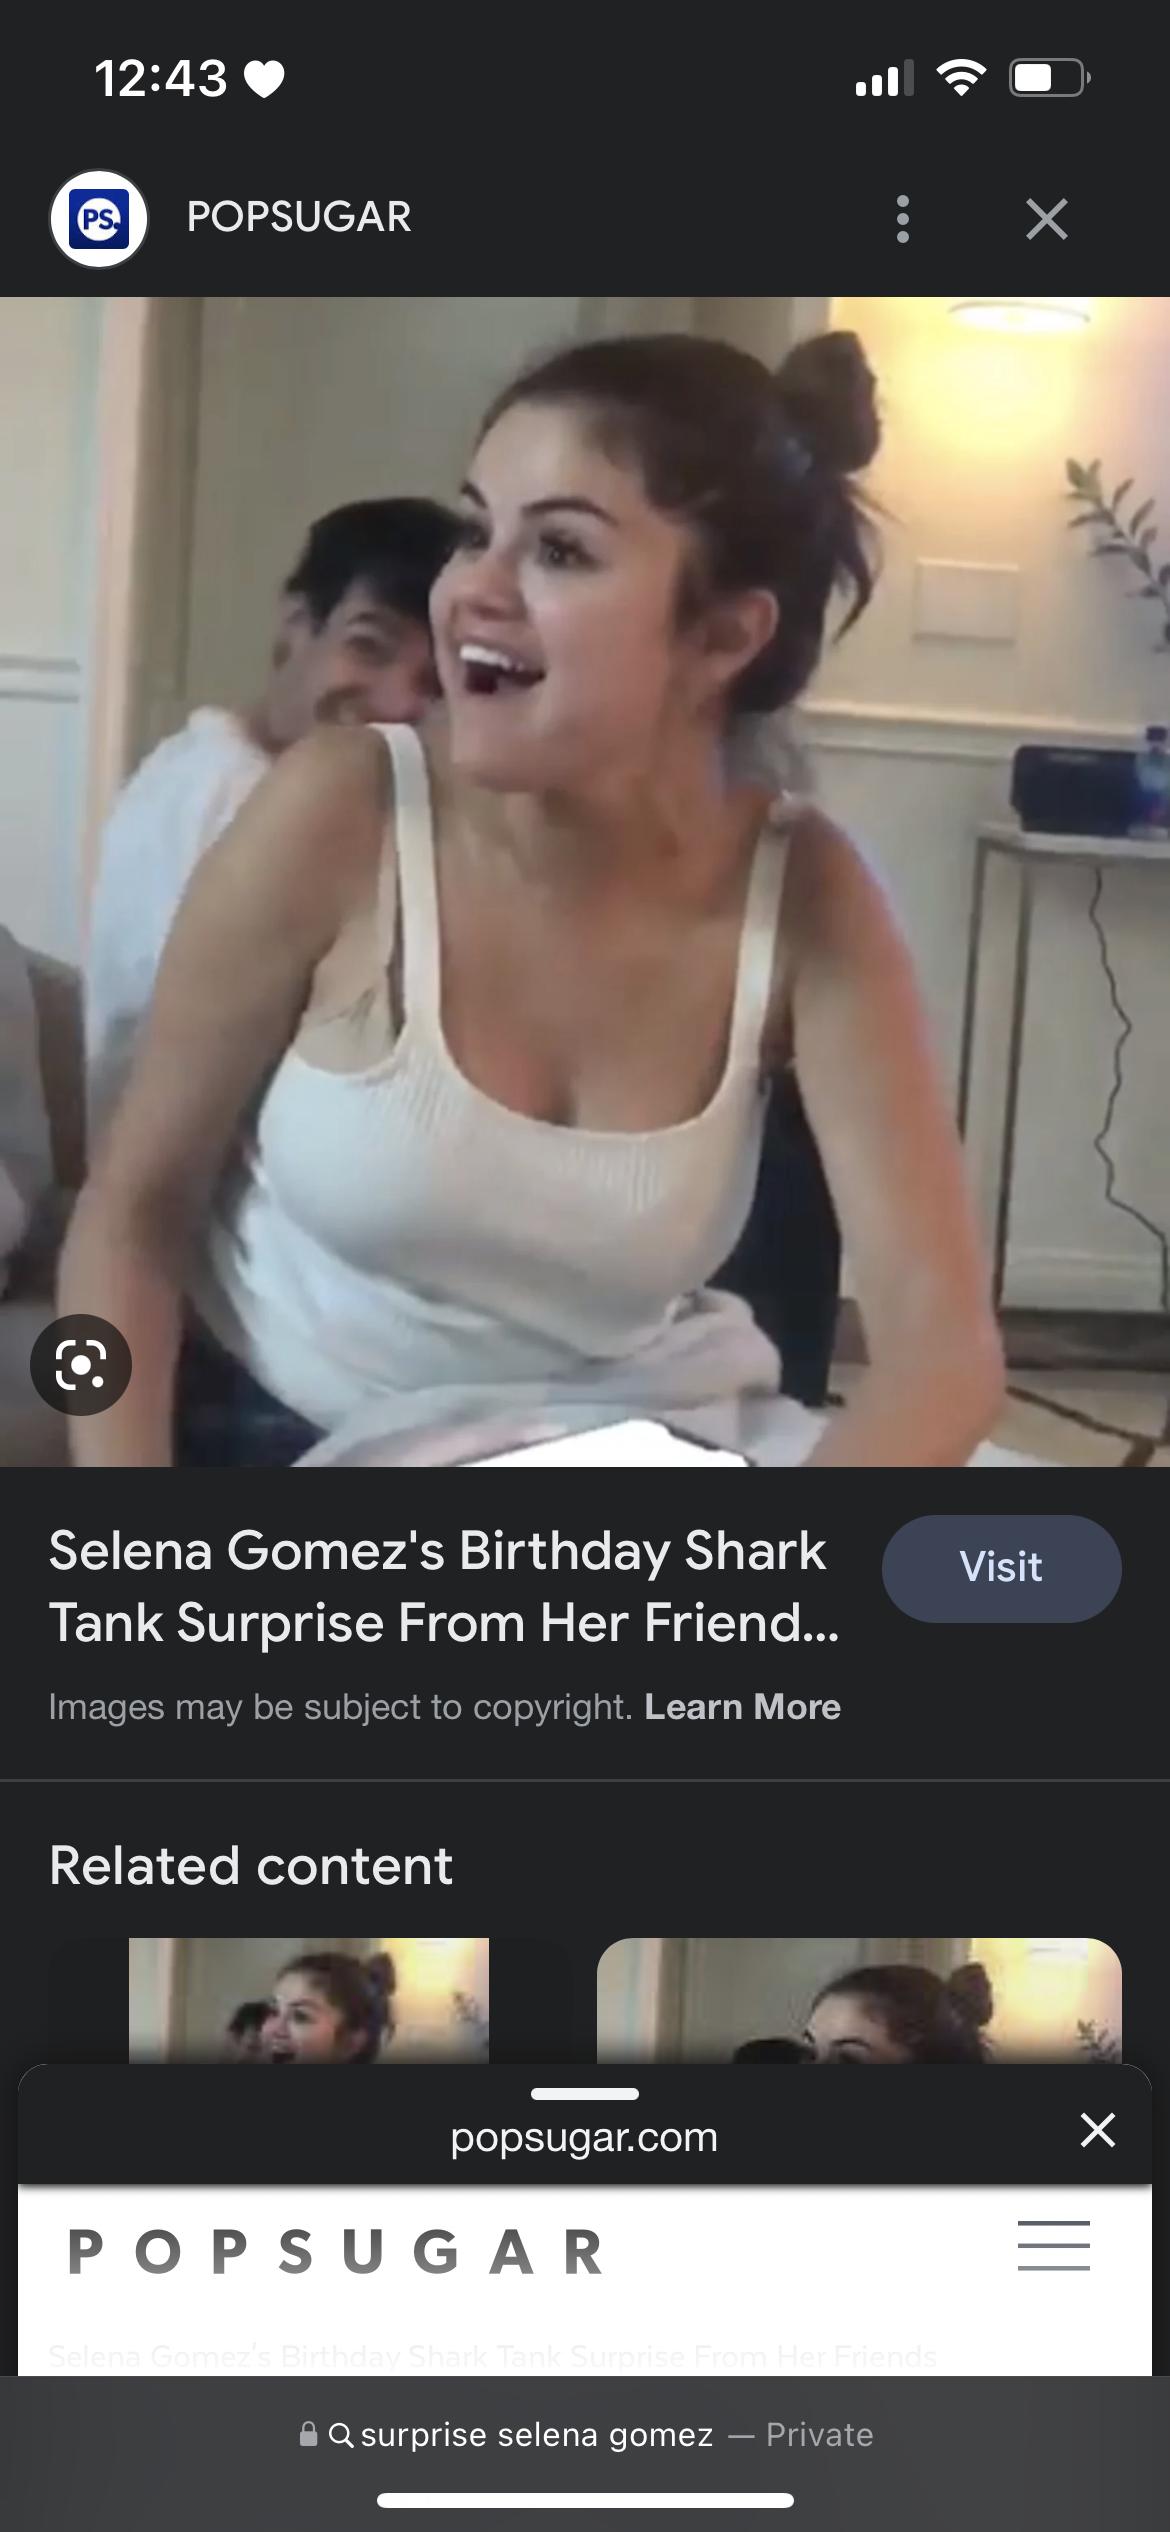 12:43
PS.
POPSUGAR
Selena Gomez's Birthday Shark
Tank Surprise From Her Friend...
Visit
Images may be subject to copyright. Learn More
Related content
popsugar.com
POPSUGAR
Selena Gomez's Birthday Shark Tank Surprise From Her Friends
surprise selena gomez — Private